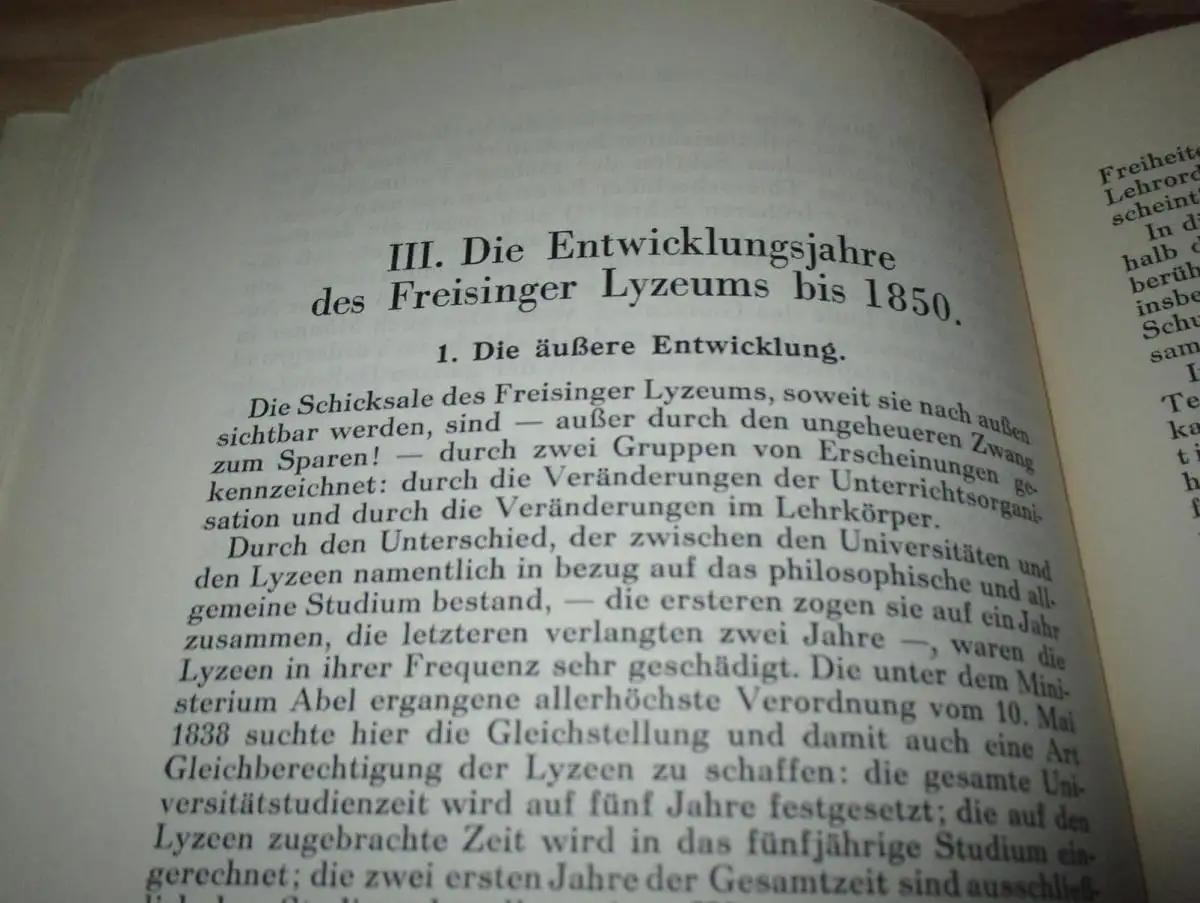 III. Die Entwicklungsjahre
des Freisinger Lyzeums bis 1850.
1. Die äußere Entwicklung.
Die Schicksale des Freisinger Lyzeums, soweit sie nach außen
sichtbar werden, sind — außer durch den ungeheueren Zwang
zum Sparen! — durch zwei Gruppen von Erscheinungen ge-
kennzeichnet: durch die Veränderungen der Unterrichtsorgani-
sation und durch die Veränderungen im Lehrkörper.
Durch den Unterschied, der zwischen den Universitäten und
den Lyzeen namentlich in bezug auf das philosophische und all-
gemeine Studium bestand, — die ersteren zogen sie auf ein Jahr
zusammen, die letzteren verlangten zwei Jahre —, waren die
Lyzeen in ihrer Frequenz sehr geschädigt. Die unter dem Mini-
sterium Abel ergangene allerhöchste Verordnung vom 10. Mai
1838 suchte hier die Gleichstellung und damit auch eine Art
Gleichberechtigung der Lyzeen zu schaffen: die gesamte Uni-
versitätstudienzeit wird auf fünf Jahre festgesetzt; die auf den
Lyzeen zugebrachte Zeit wird in das fünfjährige Studium ein-
gerechnet; die zwei ersten Jahre der Gesamtzeit sind ausschließ-
Freiheit
Lehrord
scheint
In d
halb
berüh
insbe
Schu
sam
Te
ka